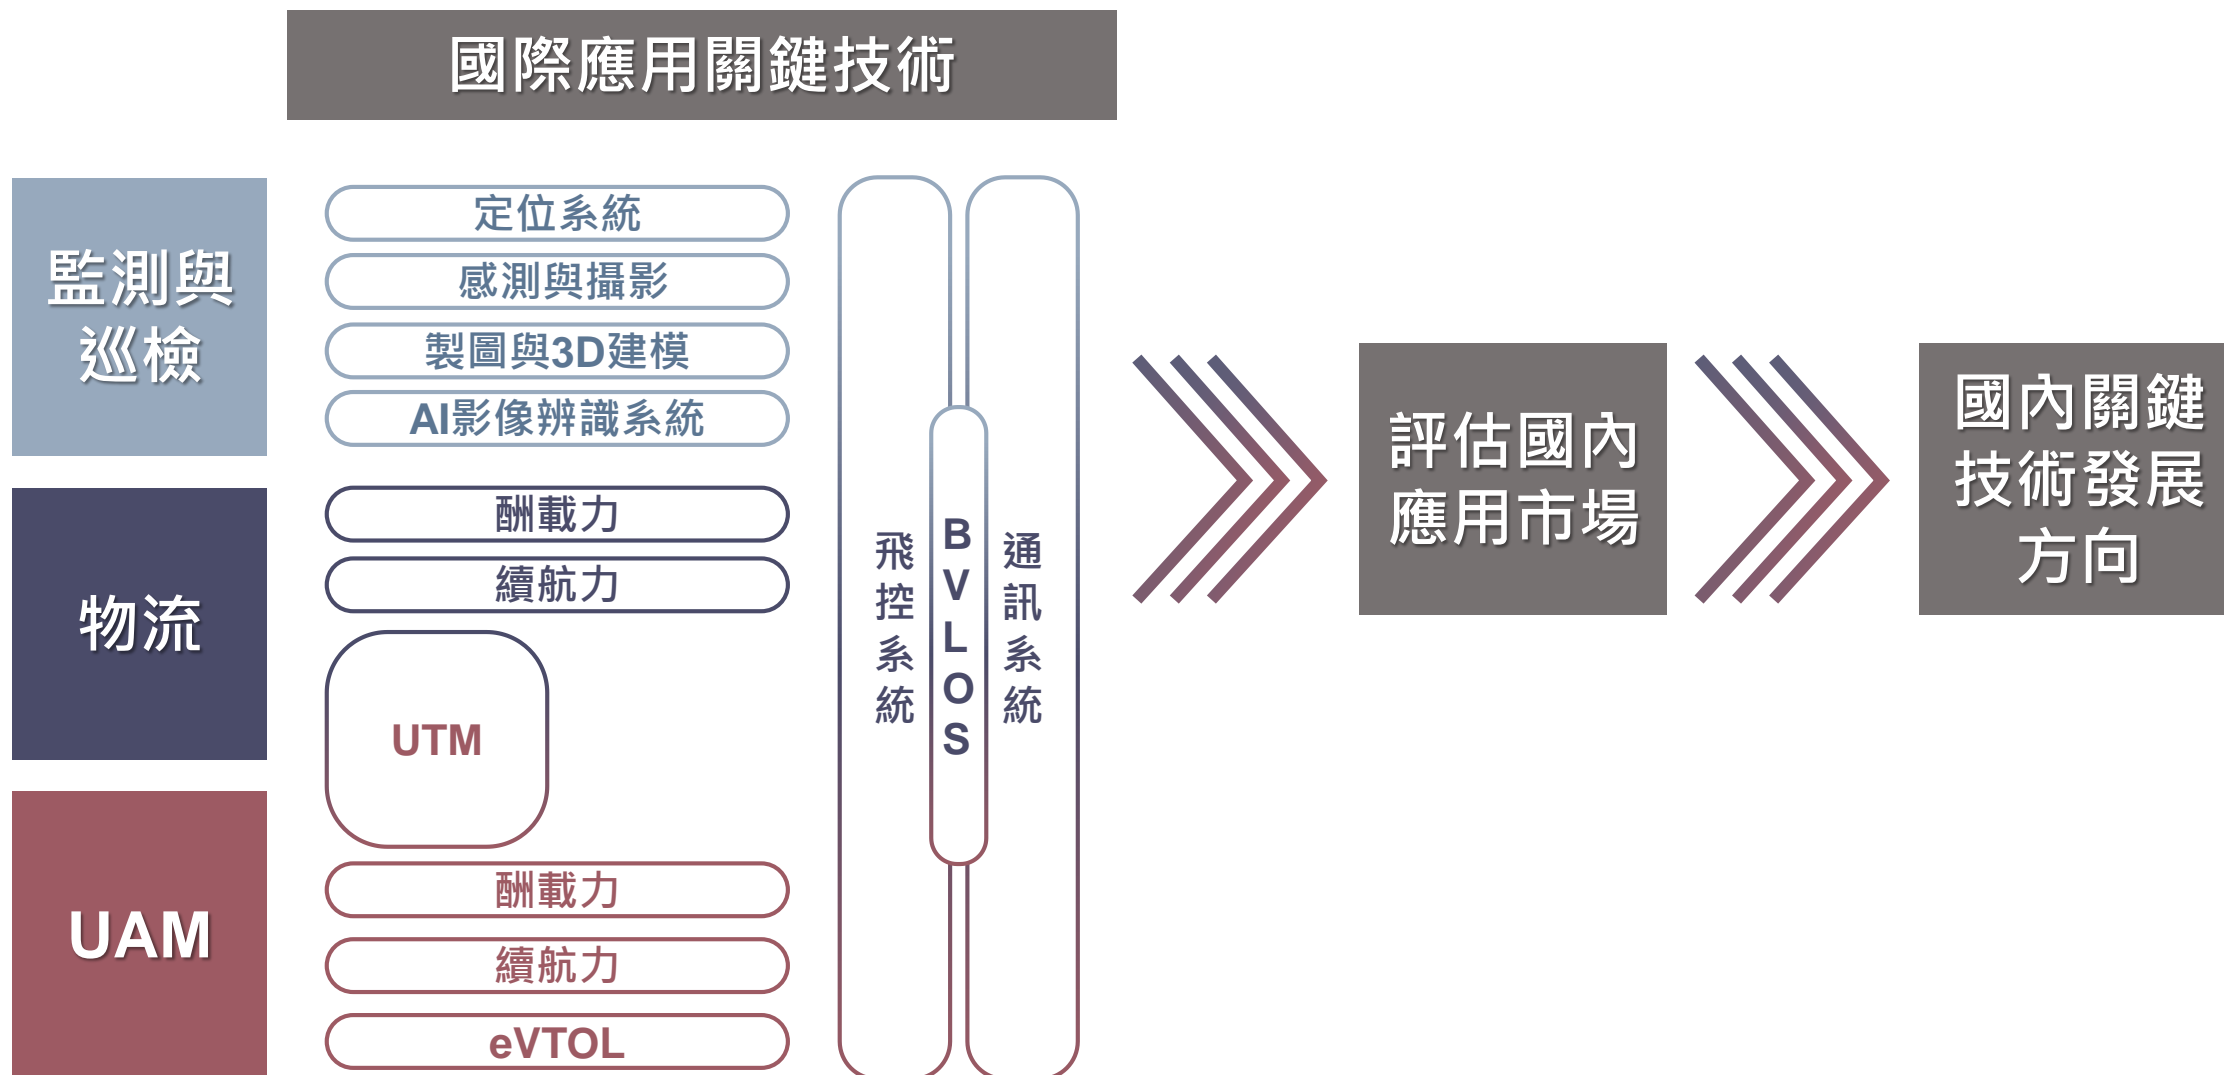 國際應用關鍵技術
監測與
巡檢
定位系統
感測與攝影
製圖與3D建模
AI影像辨識系統
物流
酬載力
續航力
UTM
UAM
酬載力
續航力
eVTOL
飛控系統
BVLOS
通訊系統
評估國內
應用市場
國內關鍵
技術發展
方向